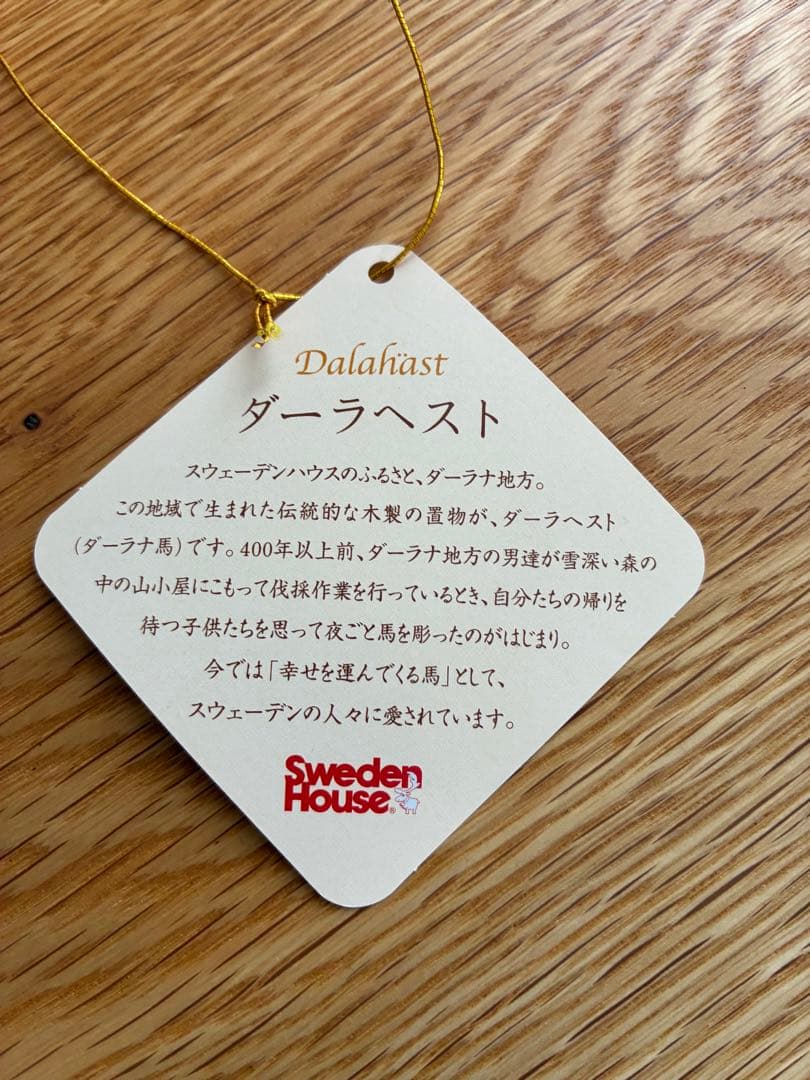 Dalahäst
ダーラヘスト
スウェーデンハウスのふるさと、ダーラナ地方。
この地域で生まれた伝統的な木製の置物が、ダーラヘスト
(ダーラナ馬)です。400年以上前、ダーラナ地方の男達が雪深い森の
中の山小屋にこもって伐採作業を行っているとき、自分たちの帰りを
待つ子供たちを思って夜ごと馬を彫ったのがはじまり。
今では「幸せを運んでくる馬」として、
スウェーデンの人々に愛されています。
Sweden
House®